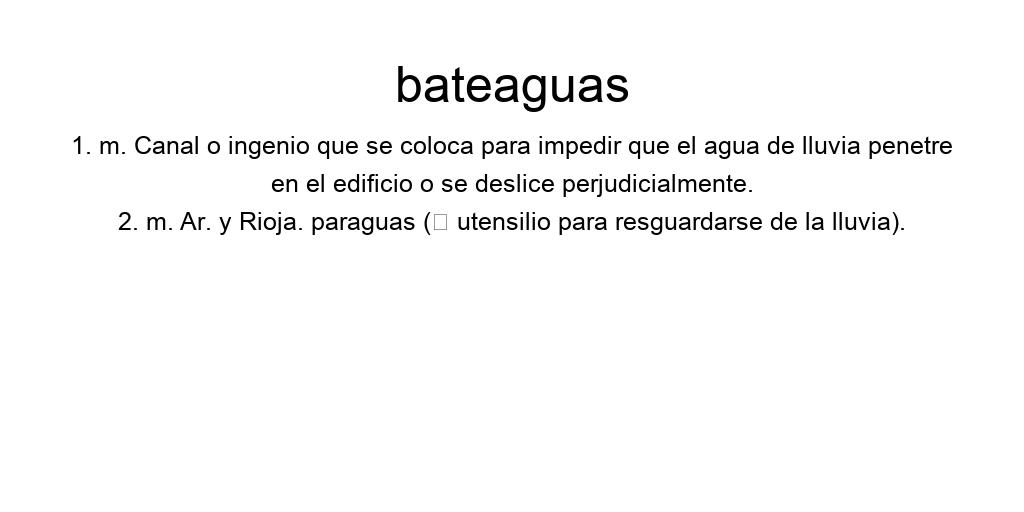 bateaguas
1. m. Canal o ingenio que se coloca para impedir que el agua de lluvia penetre
en el edificio o se deslice perjudicialmente.
2. m. Ar. y Rioja. paraguas (□ utensilio para resguardarse de la lluvia).